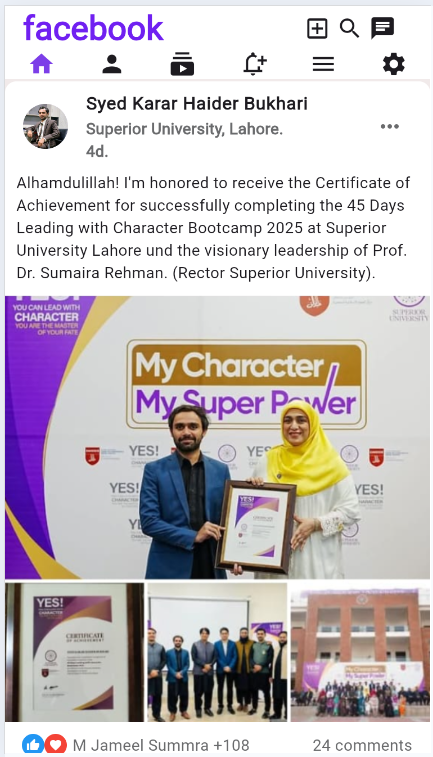 facebook
Syed Karar Haider Bukhari
Superior University, Lahore.
4d.
Alhamdulillah! I'm honored to receive the Certificate of
Achievement for successfully completing the 45 Days
Leading with Character Bootcamp 2025 at Superior
University Lahore und the visionary leadership of Prof.
Dr. Sumaira Rehman. (Rector Superior University).
YES!
YOU CAN LEAD WITH
CHARACTER
YOU ARE THE MASTER
OF YOUR FATE
SUPERIOR
UNIVERSITY
My Character
My Super Power
YES!
YES!
YES!
YES!
YES!
YES!
YES!
CERTIFICATE
OF ACHIEVEMENT
YES!
My Character
My Super Power
M Jameel Summra +108
24 comments